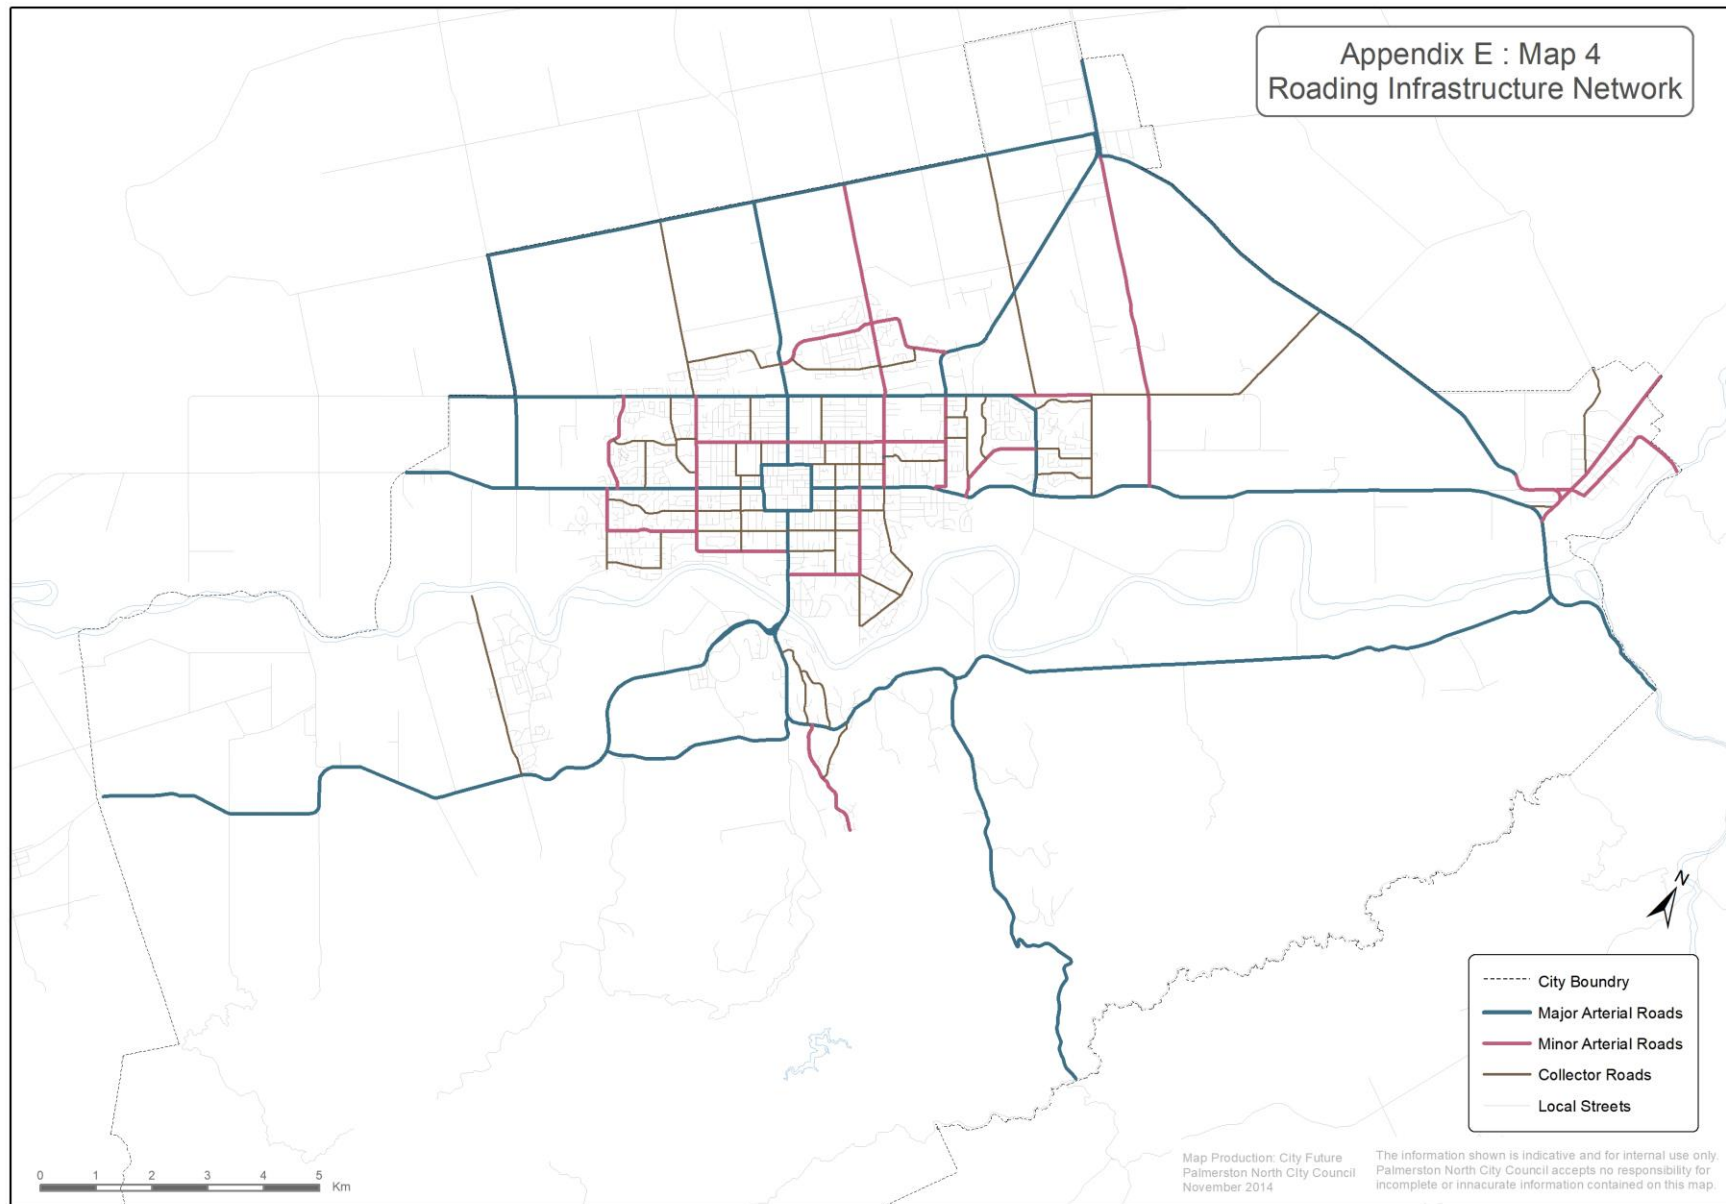 Appendix E : Map 4
Roading Infrastructure Network
N
City Boundry
Major Arterial Roads
Minor Arterial Roads
Collector Roads
Local Streets
0 1 2 3 4 5 Km
Map Production: City Future
Palmerston North City Council
November 2014
The information shown is indicative and for internal use only.
Palmerston North City Council accepts no responsibility for
incomplete or innacurate information contained on this map.